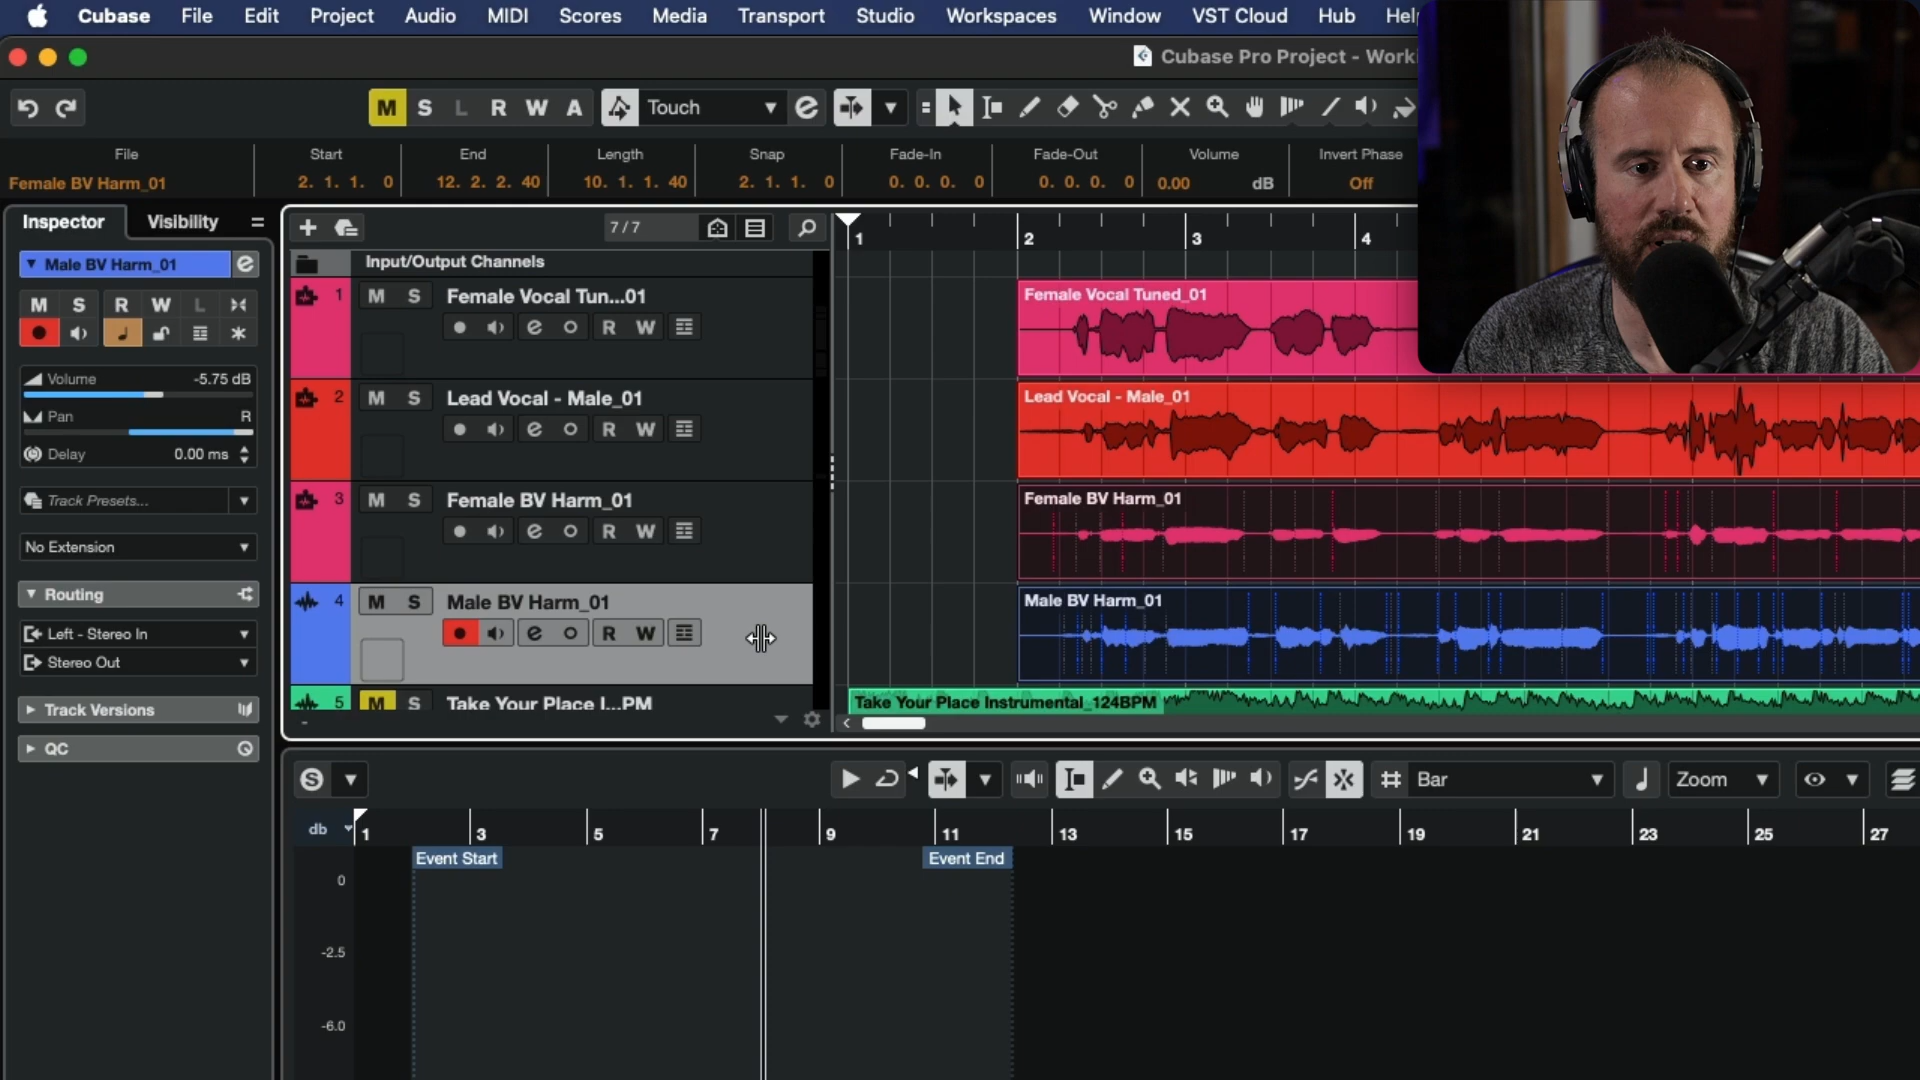 Cubase File Edit Project Audio MIDI Scores Media Transport Studio Workspaces Window VST Cloud Hub
Cubase Pro Project - Worki
M S L R W A Touch
File Start End Length Snap Fade-In Fade-Out Volume Invert Phase
Female BV Harm_01 2. 1. 1. 0 12. 2. 2. 40 10. 1. 1. 40 2. 1. 1. 0 0. 0. 0. 0 0. 0. 0. 0 0.00 dB Off
Inspector Visibility
7 / 7
1 2 3 4
Male BV Harm_01
M S R W L
Volume -5.75 dB
Pan R
Delay 0.00 ms
Track Presets...
No Extension
Routing
Left - Stereo In
Stereo Out
Track Versions
QC
Input/Output Channels
1 M S Female Vocal Tun...01
R W
2 M S Lead Vocal - Male_01
R W
3 M S Female BV Harm_01
R W
4 M S Male BV Harm_01
R W
5 M S Take Your Place I...PM
Female Vocal Tuned_01
Lead Vocal - Male_01
Female BV Harm_01
Male BV Harm_01
Take Your Place Instrumental_124BPM
S Bar Zoom
db 1 3 5 7 9 11 13 15 17 19 21 23 25 27
Event Start Event End
0
-2.5
-6.0